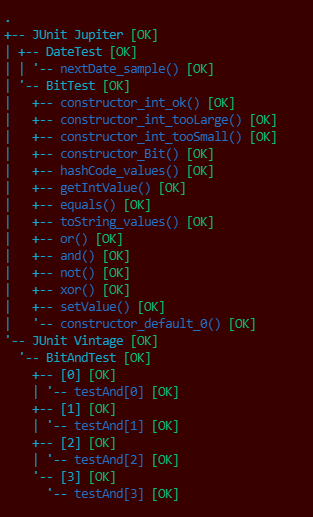 .
+-- JUnit Jupiter [OK]
| +-- DateTest [OK]
| | '-- nextDate_sample() [OK]
| '-- BitTest [OK]
|   +-- constructor_int_ok() [OK]
|   +-- constructor_int_tooLarge() [OK]
|   +-- constructor_int_tooSmall() [OK]
|   +-- constructor_Bit() [OK]
|   +-- hashCode_values() [OK]
|   +-- getIntValue() [OK]
|   +-- equals() [OK]
|   +-- toString_values() [OK]
|   +-- or() [OK]
|   +-- and() [OK]
|   +-- not() [OK]
|   +-- xor() [OK]
|   +-- setValue() [OK]
|   '-- constructor_default_0() [OK]
'-- JUnit Vintage [OK]
  '-- BitAndTest [OK]
    +-- [0] [OK]
    | '-- testAnd[0] [OK]
    +-- [1] [OK]
    | '-- testAnd[1] [OK]
    +-- [2] [OK]
    | '-- testAnd[2] [OK]
    '-- [3] [OK]
      '-- testAnd[3] [OK]